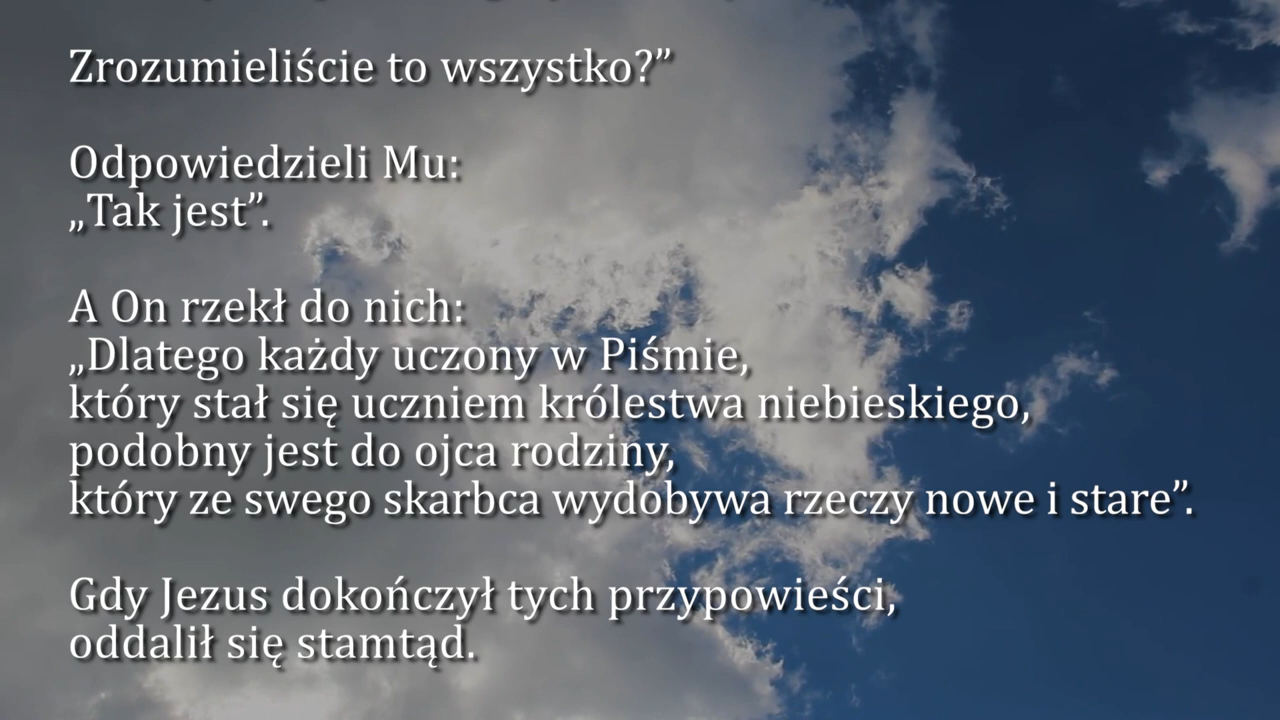 Zrozumieliście to wszystko?”
Odpowiedzieli Mu:
„Tak jest”.
A On rzekł do nich:
„Dlatego każdy uczony w Piśmie,
który stał się uczniem królestwa niebieskiego,
podobny jest do ojca rodziny,
który ze swego skarbca wydobywa rzeczy nowe i stare”.
Gdy Jezus dokończył tych przypowieści,
oddalił się stamtąd.